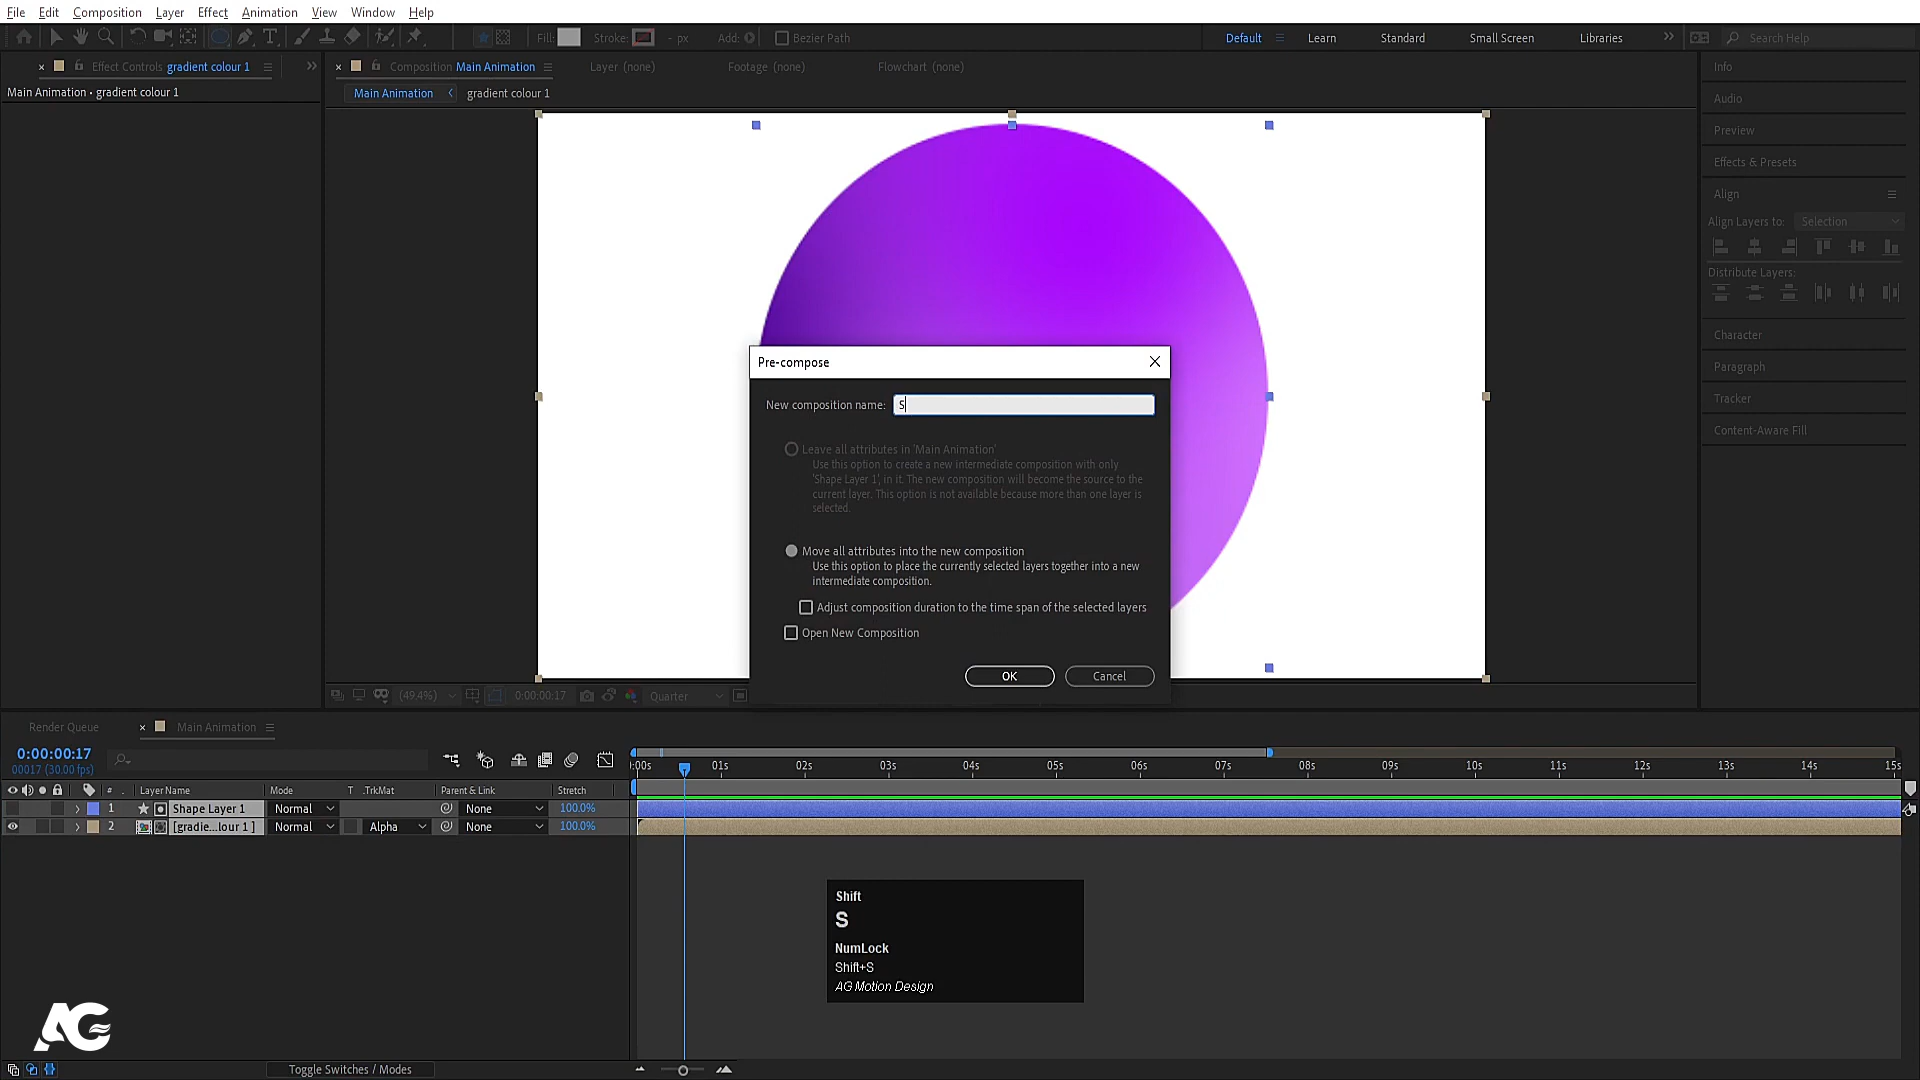 File Edit Composition Layer Effect Animation View Window Help
Fill: Stroke: - px Add: Bezier Path Default Learn Standard Small Screen Libraries Search Help
Effect Controls gradient colour 1
Composition Main Animation Layer (none) Footage (none) Flowchart (none)
Main Animation • gradient colour 1
Main Animation gradient colour 1
Info
Audio
Preview
Effects & Presets
Align
Align Layers to: Selection
Distribute Layers:
Character
Paragraph
Tracker
Content-Aware Fill
Pre-compose
New composition name: S
Leave all attributes in 'Main Animation'
Use this option to create a new intermediate composition with only
'Shape Layer 1', in it. The new composition will become the source to the
current layer. This option is not available because more than one layer is
selected.
Move all attributes into the new composition
Use this option to place the currently selected layers together into a new
intermediate composition.
Adjust composition duration to the time span of the selected layers
Open New Composition
OK Cancel
(49.4%) 0:00:00:17 Quarter
Render Queue Main Animation
0:00:00:17
00017 (30.00 fps)
:00s 01s 02s 03s 04s 05s 06s 07s 08s 09s 10s 11s 12s 13s 14s 15s
# . Layer Name Mode T .TrkMat Parent & Link Stretch
1 Shape Layer 1 Normal None 100.0%
2 [gradie...lour 1 ] Normal Alpha None 100.0%
Shift
S
NumLock
Shift+S
AG Motion Design
AG
Toggle Switches / Modes